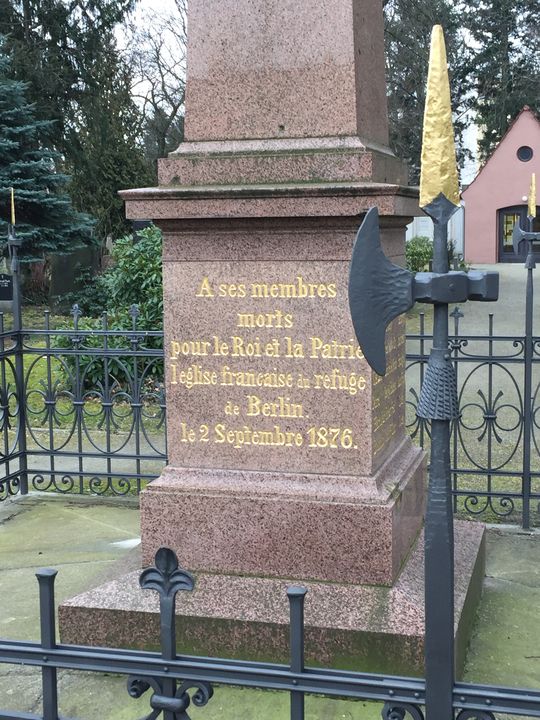 A ses membres
morts
pour le Roi et la Patrie
l'église française du refuge
de Berlin.
le 2 Septembre 1876.